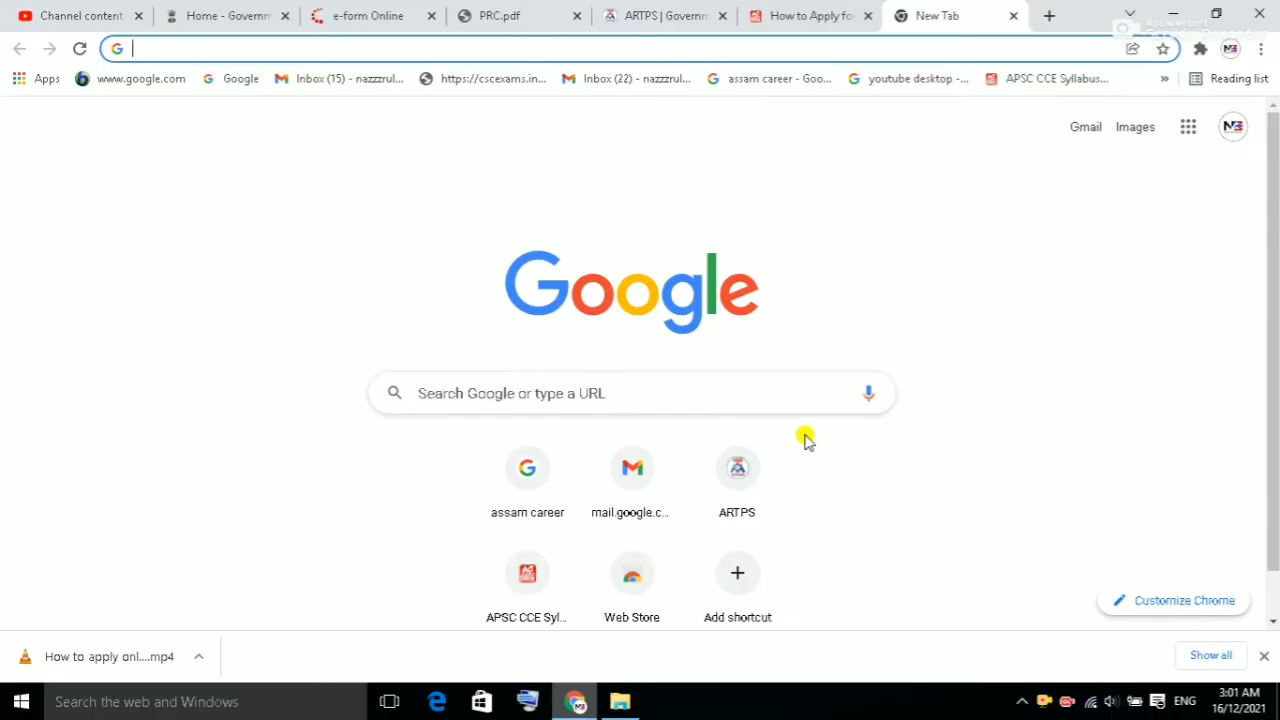 Channel content
Home - Governm
e-form Online
PRC.pdf
ARTPS | Governm
How to Apply fo
New Tab
Apps
www.google.com
Google
Inbox (15) - nazzzrul...
https://cscexams.in...
Inbox (22) - nazzzrul...
assam career - Goo...
youtube desktop -...
APSC CCE Syllabus...
»
Reading list
Gmail
Images
Google
Search Google or type a URL
assam career
mail.google.c...
ARTPS
APSC CCE Syl...
Web Store
Add shortcut
Customize Chrome
How to apply onl....mp4
Show all
Search the web and Windows
ENG
3:01 AM
16/12/2021